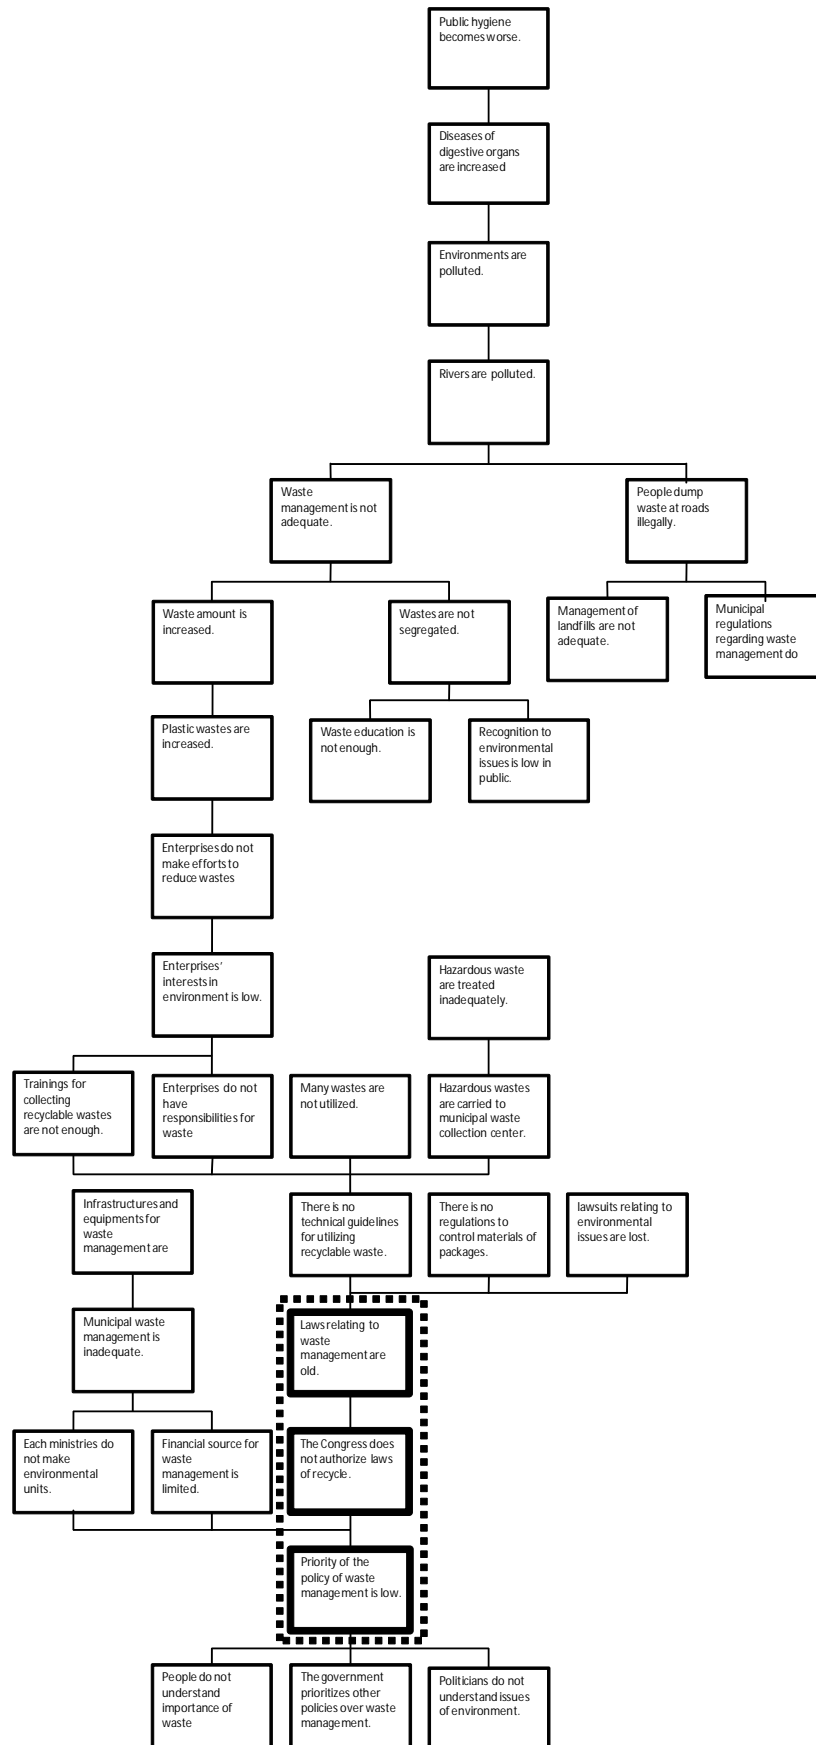 Public hygiene
becomes worse.
Diseases of
digestive organs
are increased
Environments are
polluted.
Rivers are polluted.
Waste
management is not
adequate.
People dump
waste at roads
illegally.
Waste amount is
increased.
Wastes are not
segregated.
Management of
landfills are not
adequate.
Municipal
regulations
regarding waste
management do
Plastic wastes are
increased.
Waste education is
not enough.
Recognition to
environmental
issues is low in
public.
Enterprises do not
make efforts to
reduce wastes
Enterprises'
interests in
environment is low.
Hazardous waste
are treated
inadequately.
Trainings for
collecting
recyclable wastes
are not enough.
Enterprises do not
have
responsibilities for
waste
Many wastes are
not utilized.
Hazardous wastes
are carried to
municipal waste
collection center.
Infrastructures and
equipments for
waste
management are
There is no
technical guidelines
for utilizing
recyclable waste.
There is no
regulations to
control materials of
packages.
lawsuits relating to
environmental
issues are lost.
Municipal waste
management is
inadequate.
Laws relating to
waste
management are
old.
Each ministries do
not make
environmental
units.
Financial source for
waste
management is
limited.
The Congress does
not authorize laws
of recycle.
Priority of the
policy of waste
management is low.
People do not
understand
importance of
waste
The government
prioritizes other
policies over waste
management.
Politicians do not
understand issues
of environment.